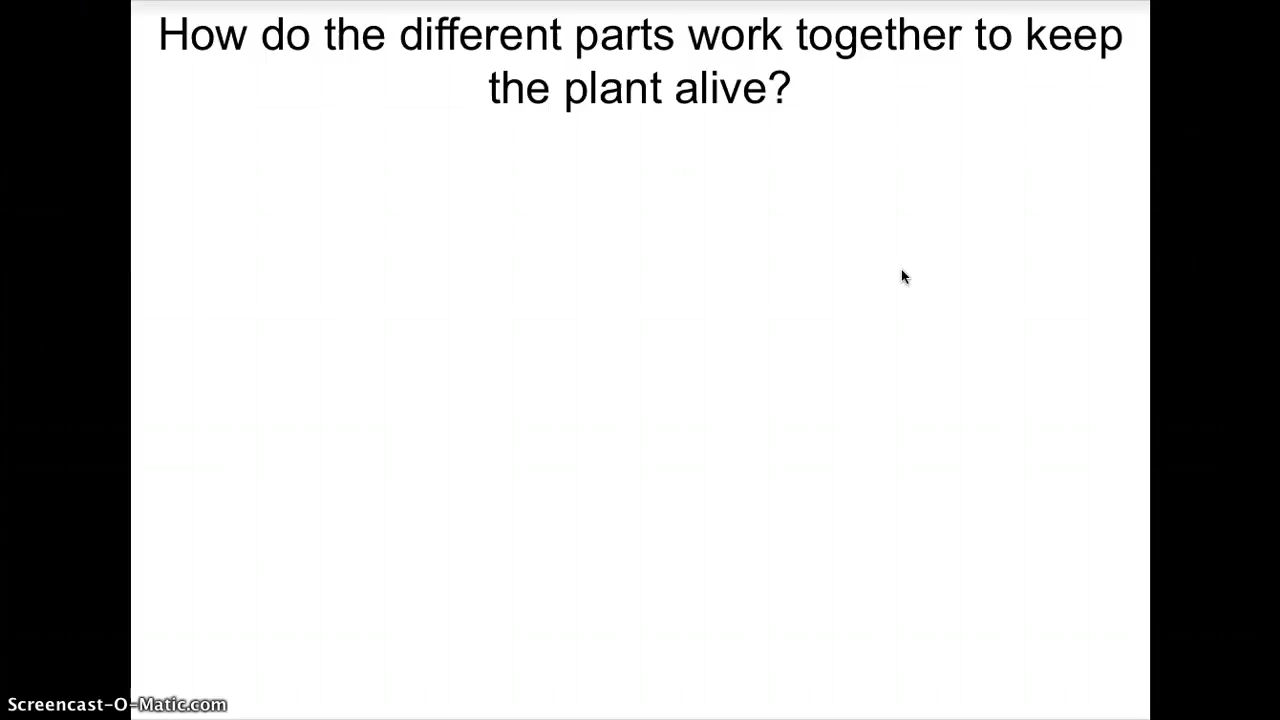 How do the different parts work together to keep
the plant alive?
Screencast-O-Matic.com